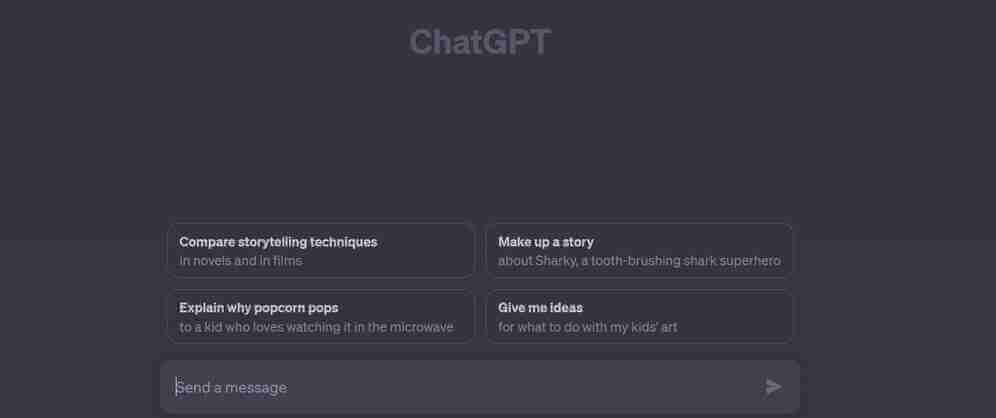 ChatGPT
Compare storytelling techniques
in novels and in films
Make up a story
about Sharky, a tooth-brushing shark superhero
Explain why popcorn pops
to a kid who loves watching it in the microwave
Give me ideas
for what to do with my kids' art
Send a message